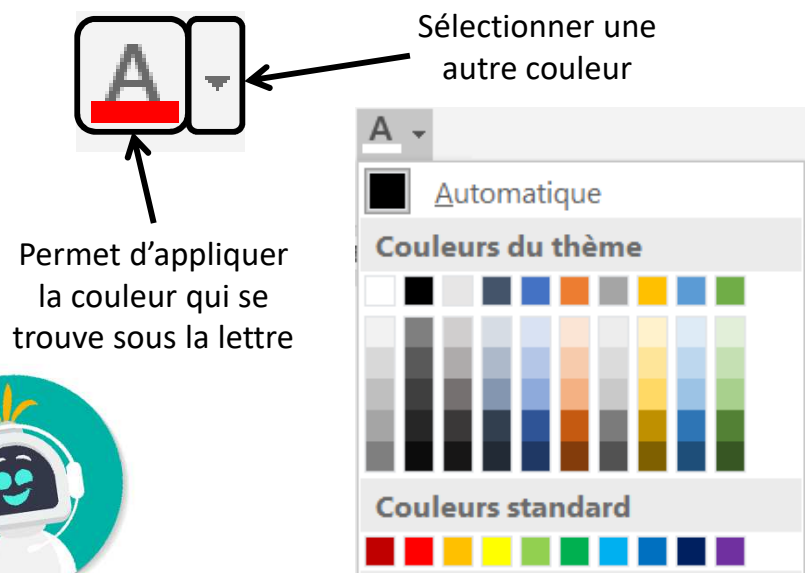 Sélectionner une
autre couleur
A
A
Automatique
Couleurs du thème
Permet d’appliquer
la couleur qui se
trouve sous la lettre
Couleurs standard